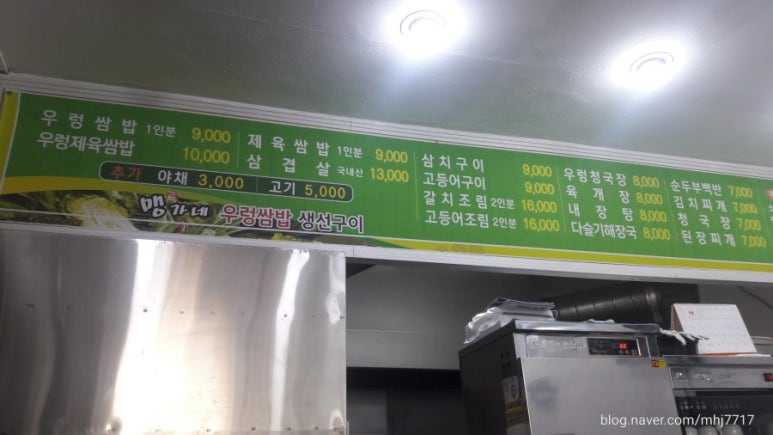 우렁쌈밥 1인분 9,000
우렁제육쌈밥 10,000
추가 야채 3,000 고기 5,000
제육쌈밥 1인분 9,000
삼겹살 국내산 13,000
맹가네 우렁쌈밥 생선구이
삼치구이 9,000
고등어구이 9,000
갈치조림 2인분 16,000
고등어조림 2인분 16,000
우렁청국장 8,000
육개장 8,000
내장탕 8,000
다슬기해장국 8,000
순두부백반 7,000
김치찌개 7,000
청국장 7,000
된장찌개 7,000
blog.naver.com/mhj7717